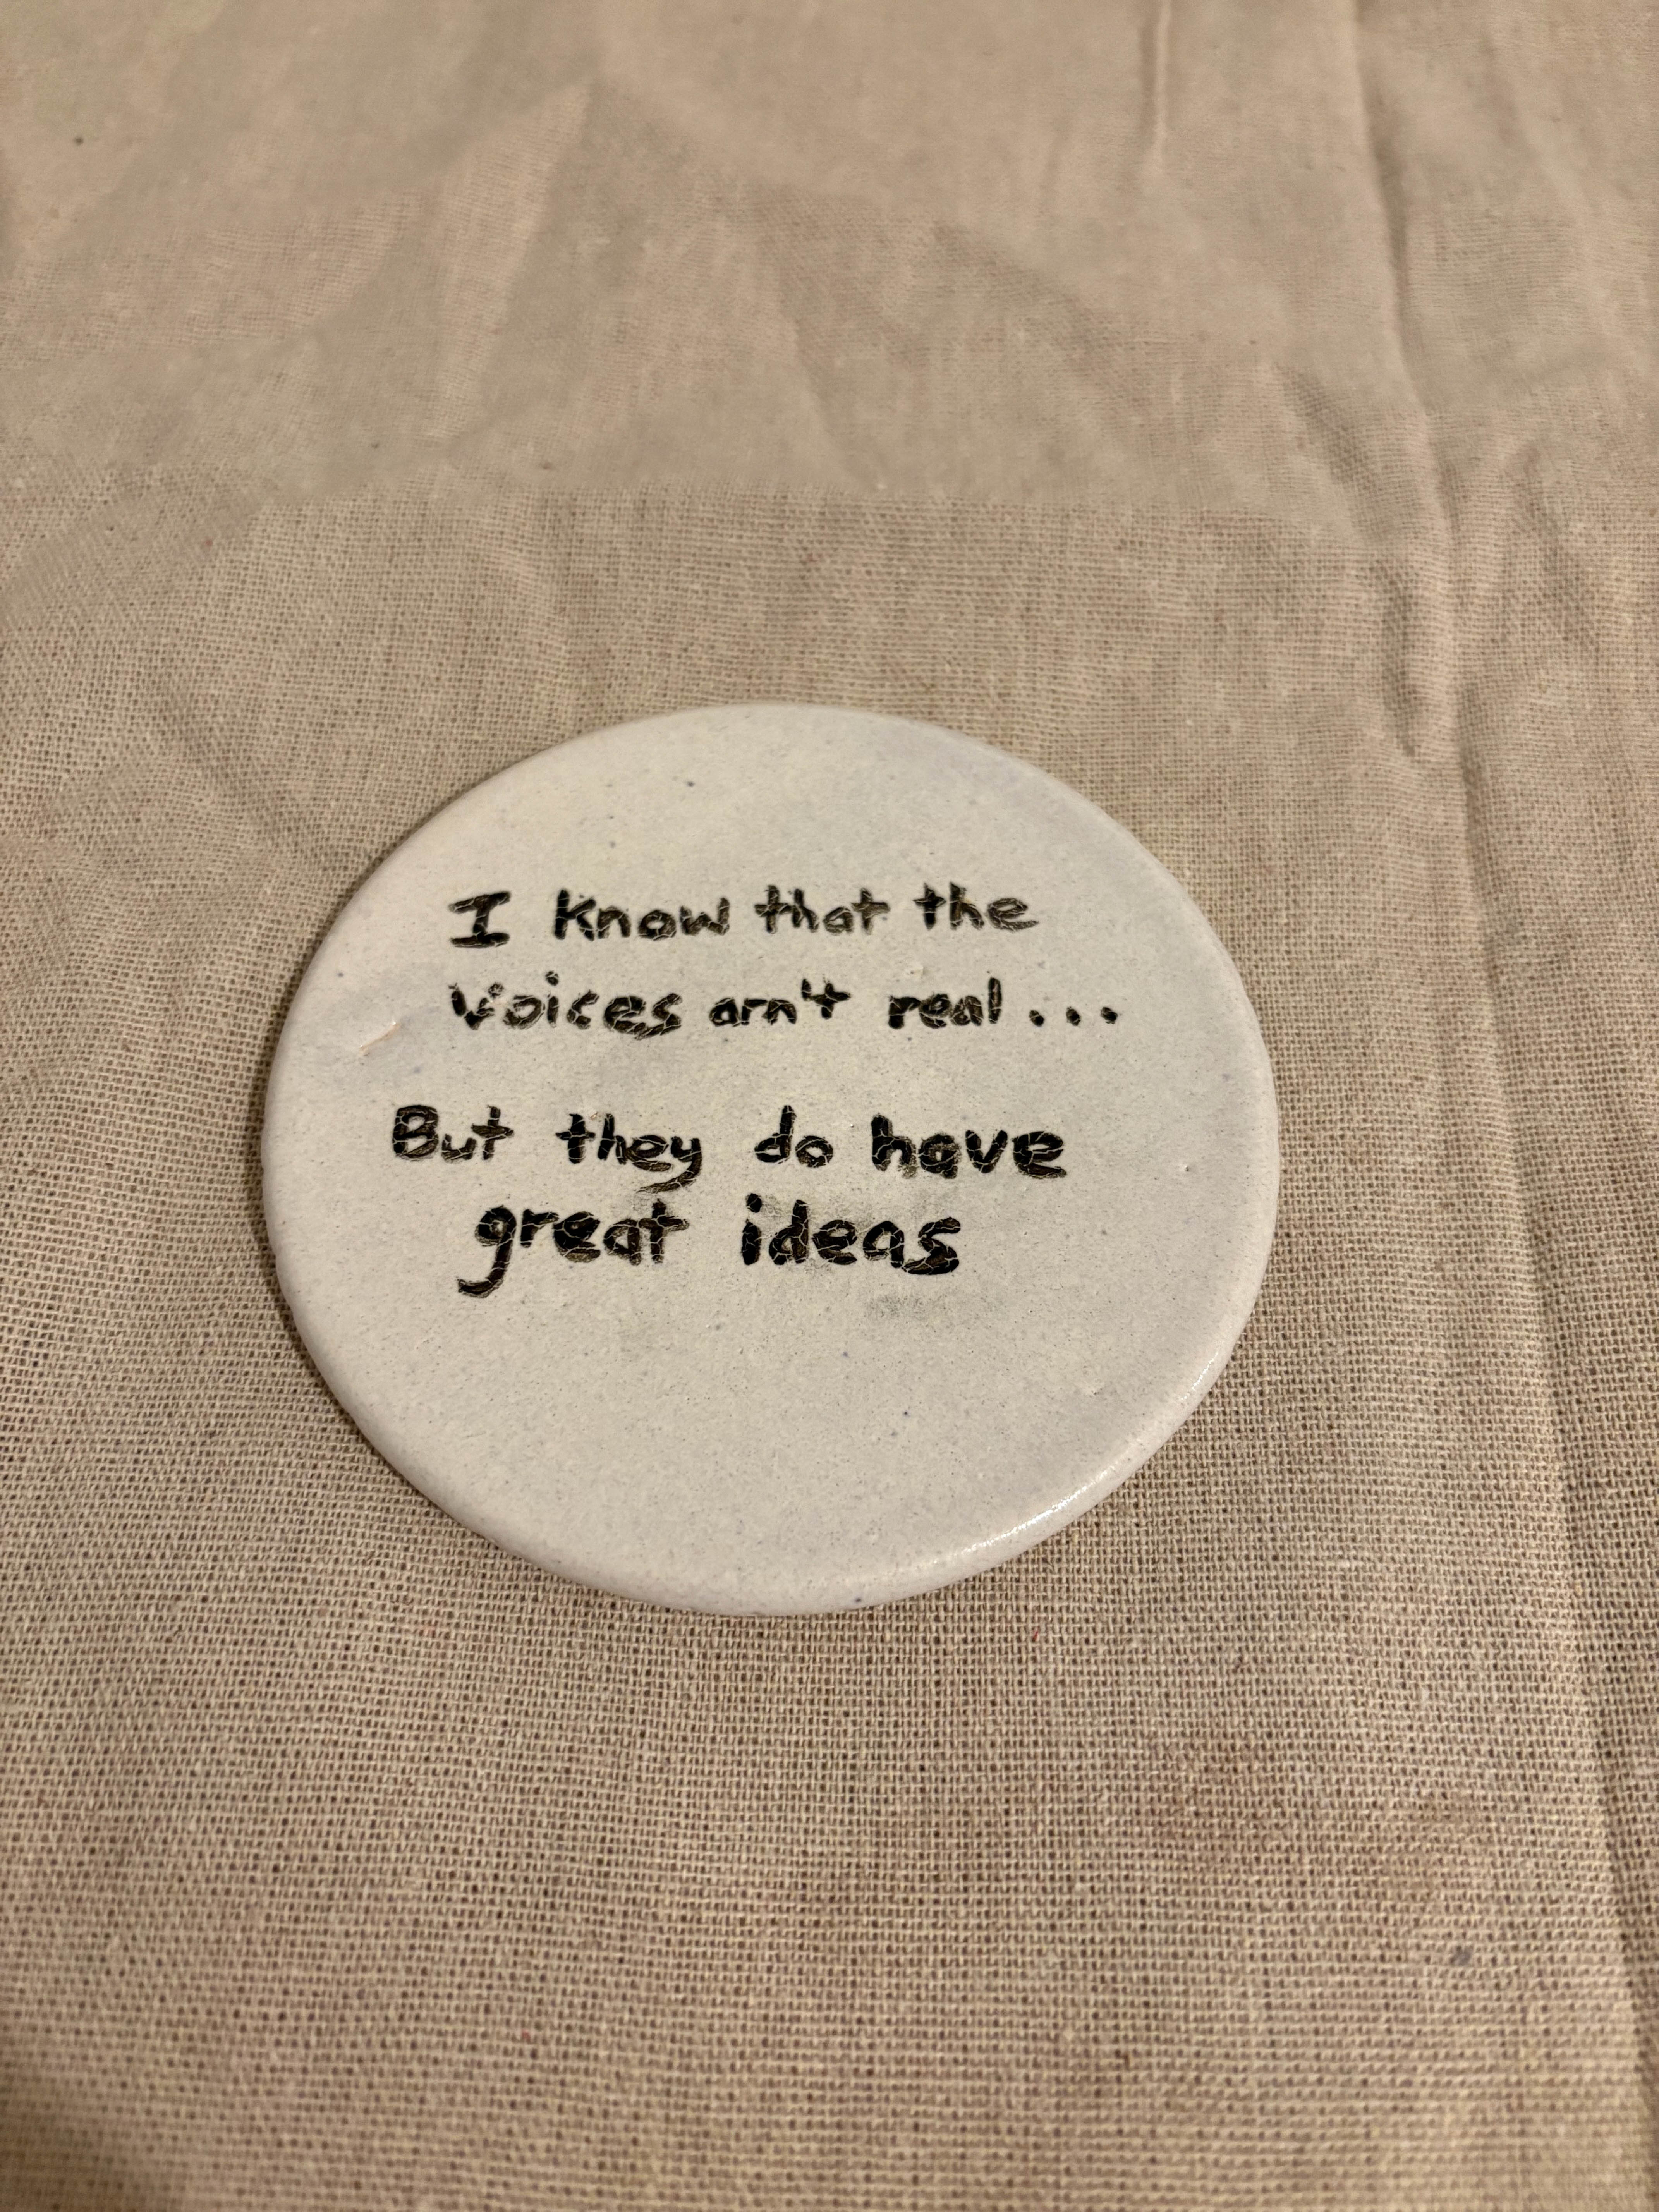 I know that the
voices arn't real...
But they do have
great ideas